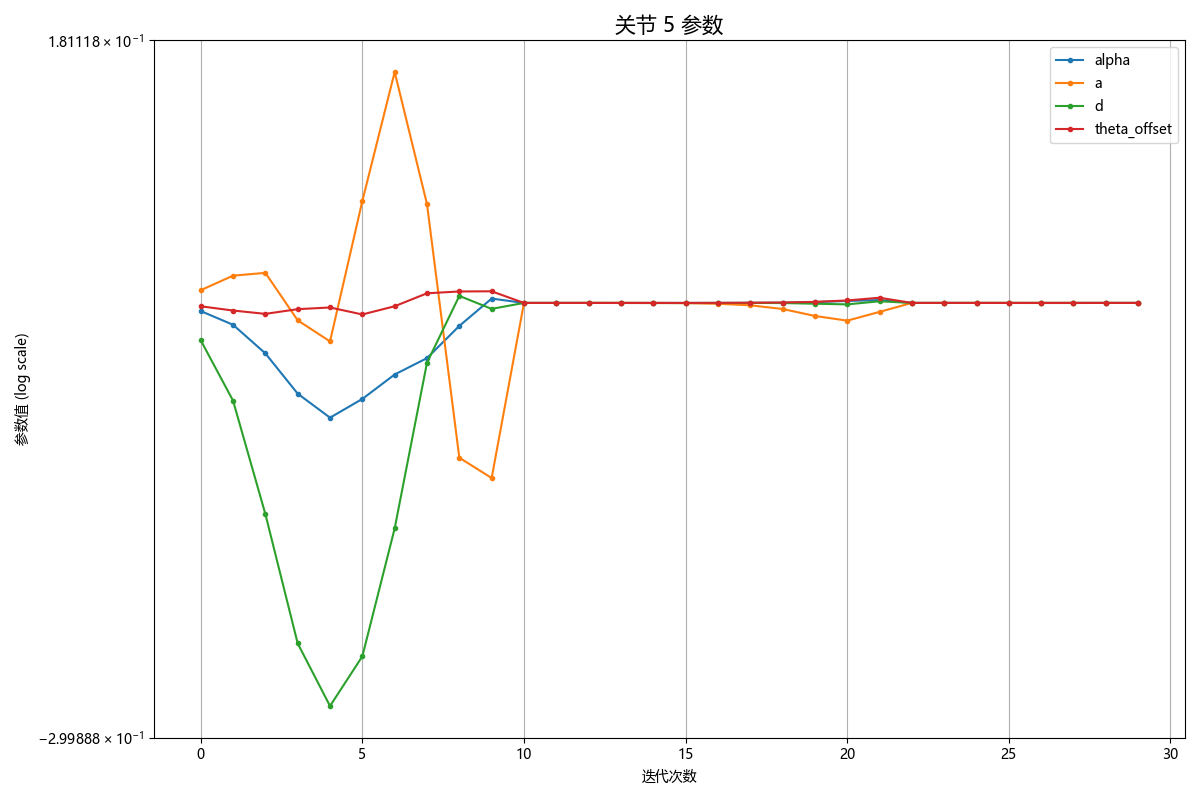 关节 5 参数
1.81118 × 10⁻¹
alpha
a
d
theta_offset
参数值 (log scale)
−2.99888 × 10⁻¹
0 5 10 15 20 25 30
迭代次数